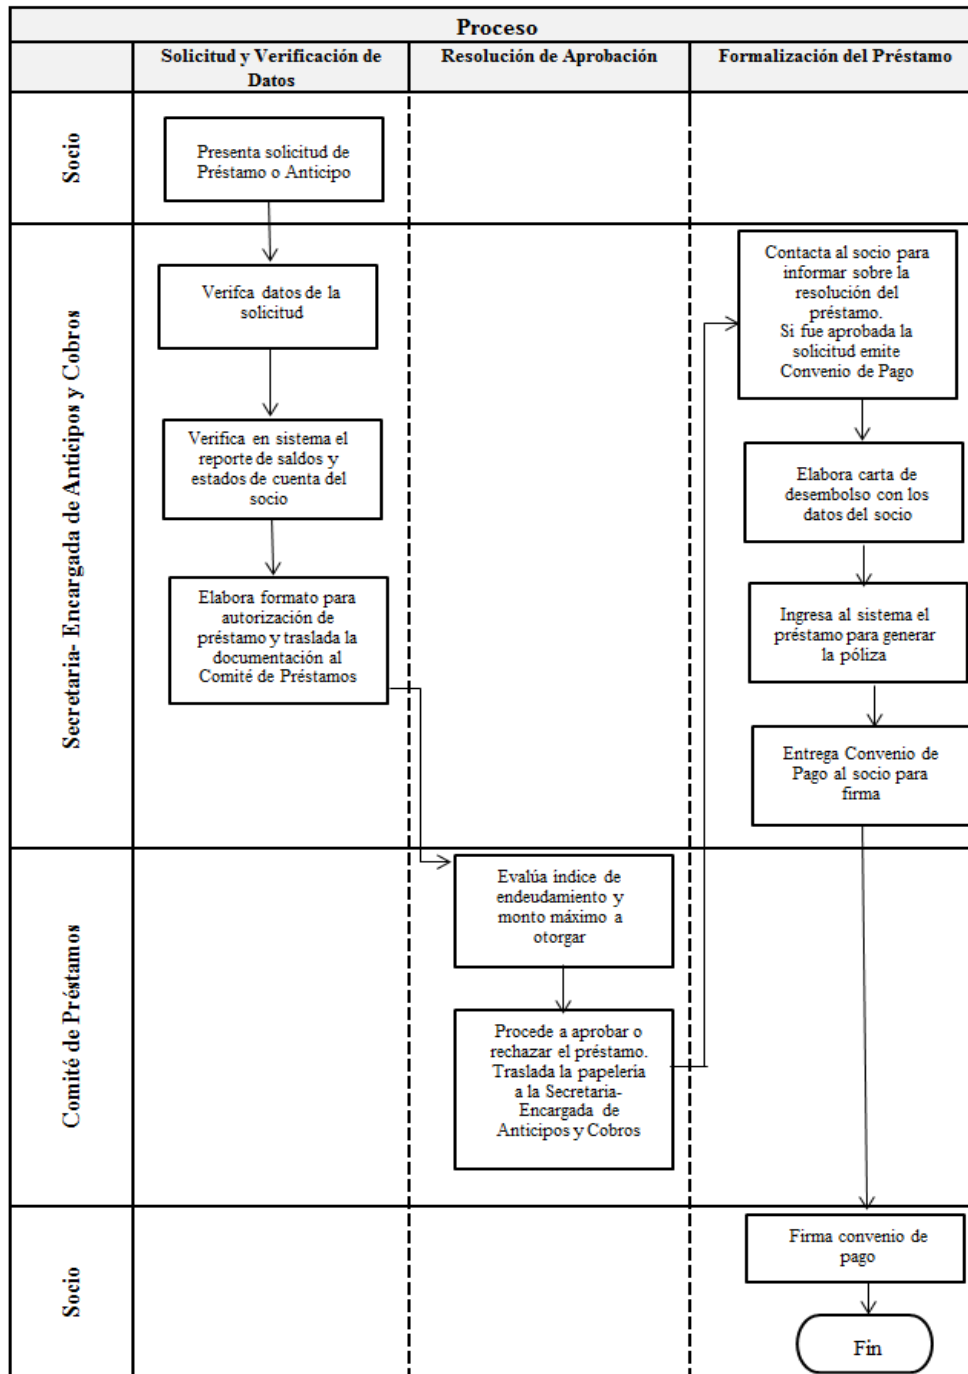 Proceso
Solicitud y Verificación de
Datos
Resolución de Aprobación
Formalización del Préstamo
Socio
Presenta solicitud de
Préstamo o Anticipo
Secretaria- Encargada de Anticipos y Cobros
Verifca datos de la
solicitud
Verifica en sistema el
reporte de saldos y
estados de cuenta del
socio
Elabora formato para
autorización de
préstamo y traslada la
documentación al
Comité de Préstamos
Contacta al socio para
informar sobre la
resolución del
préstamo.
Si fue aprobada la
solicitud emite
Convenio de Pago
Elabora carta de
desembolso con los
datos del socio
Ingresa al sistema el
préstamo para generar
la póliza
Entrega Convenio de
Pago al socio para
firma
Comité de Préstamos
Evalúa índice de
endeudamiento y
monto máximo a
otorgar
Procede a aprobar o
rechazar el préstamo.
Traslada la papelería
a la Secretaria-
Encargada de
Anticipos y Cobros
Socio
Firma convenio de
pago
Fin